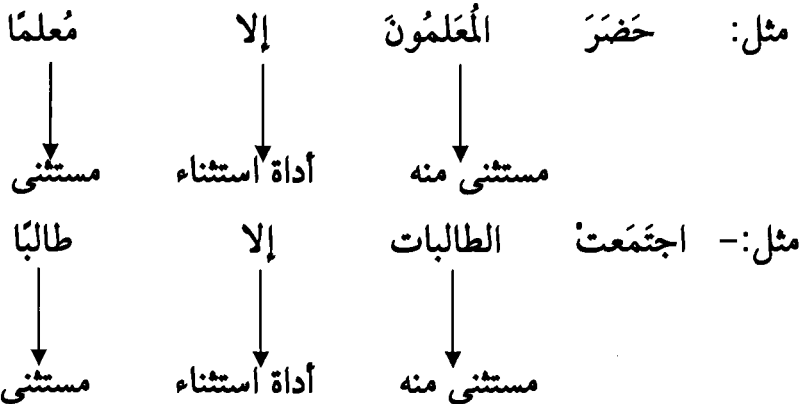 مثل: حَضَرَ المُعَلمُونَ إلا مُعلمًا
مستثنى منه أداة استثناء مستثنى
مثل:- اجتَمَعتْ الطالبات إلا طالبًا
مستثنى منه أداة استثناء مستثنى